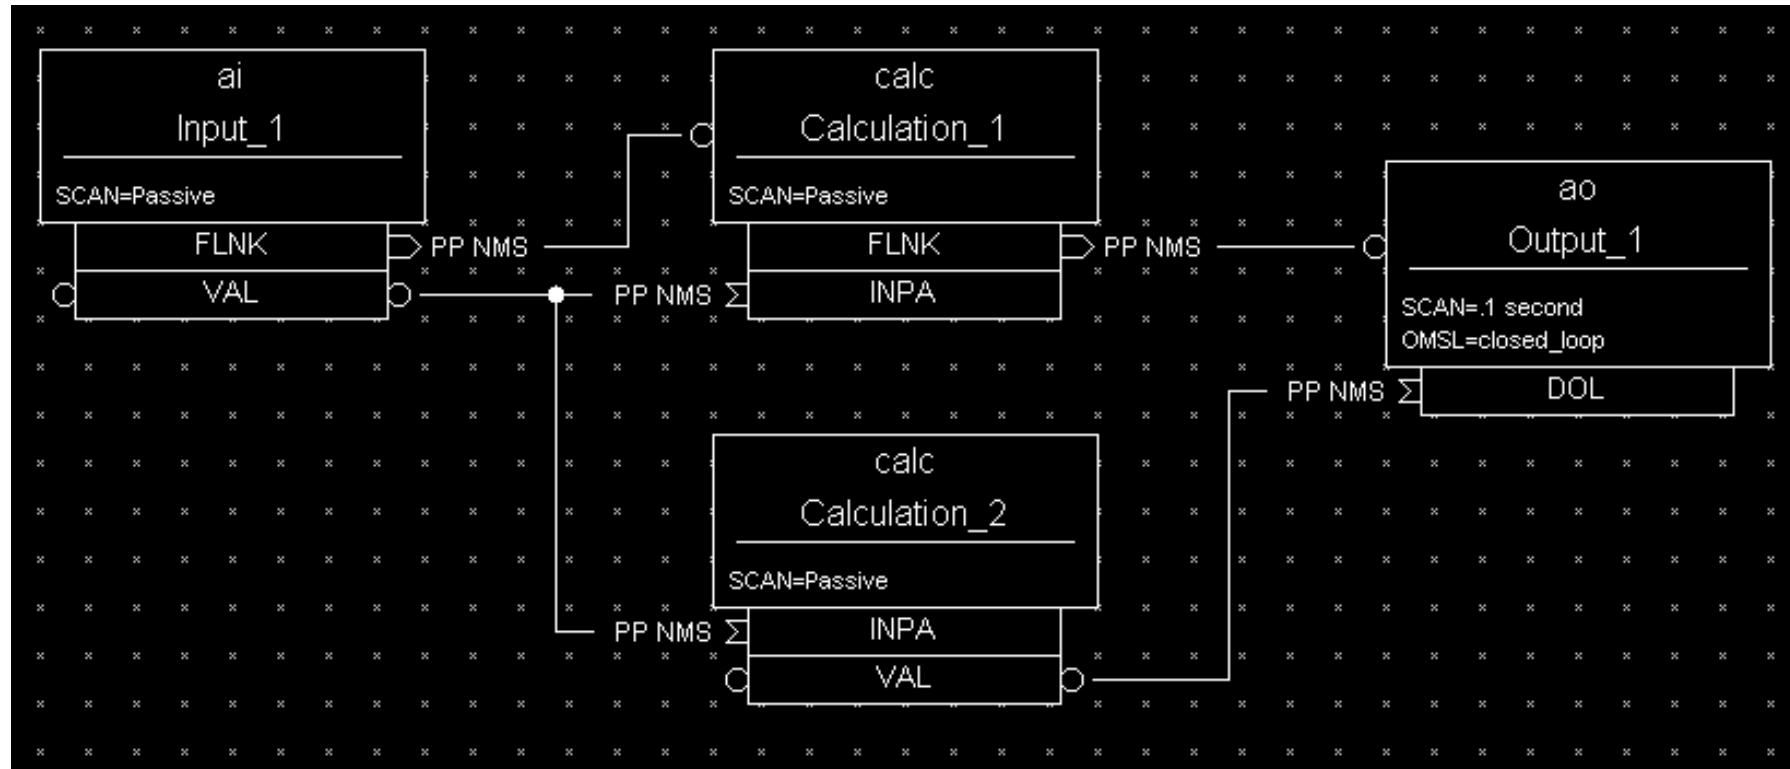 ai
Input_1
SCAN=Passive
FLNK
PP NMS
VAL
calc
Calculation_1
SCAN=Passive
FLNK
PP NMS
PP NMS
INPA
ao
Output_1
SCAN=.1 second
OMSL=closed_loop
PP NMS
DOL
calc
Calculation_2
SCAN=Passive
PP NMS
INPA
VAL